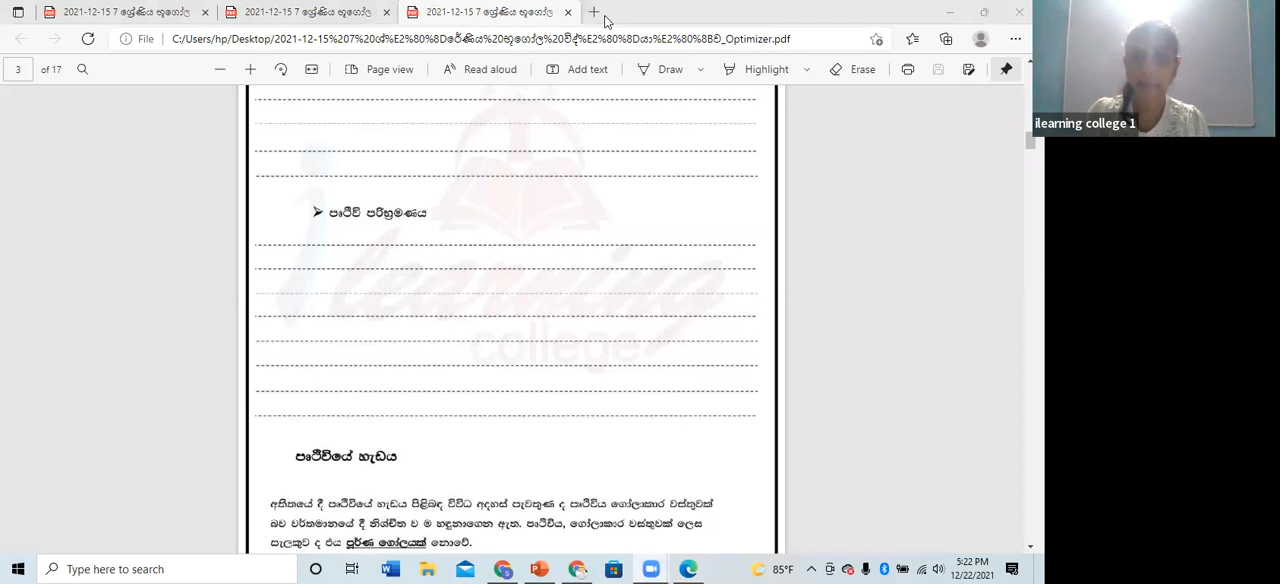 2021-12-15 7 ශ්‍රේණිය භූගෝල
2021-12-15 7 ශ්‍රේණිය භූගෝල
2021-12-15 7 ශ්‍රේණිය භූගෝල
File
C:/Users/hp/Desktop/2021-12-15%207%20ශ්%E2%80%8Dරේණිය%20භූගෝල%20විද්%E2%80%8Dයා%E2%80%8Bව_Optimizer.pdf
3 of 17
Page view
Read aloud
Add text
Draw
Highlight
Erase
ilearning college 1
i learning
college
➢ පෘථිවි පරිභ්‍රමණය
පෘථිවියේ හැඩය
අතීතයේ දී පෘථිවියේ හැඩය පිළිබඳ විවිධ අදහස් පැවතුණ ද පෘථිවිය ගෝලාකාර වස්තුවක්
බව වර්තමානයේ දී නිශ්චිත ව ම හඳුනාගෙන ඇත. පෘථිවිය, ගෝලාකාර වස්තුවක් ලෙස
සැලකුව ද එය පූර්ණ ගෝලයක් නොවේ.
Type here to search
85°F
5:22 PM
12/22/2021